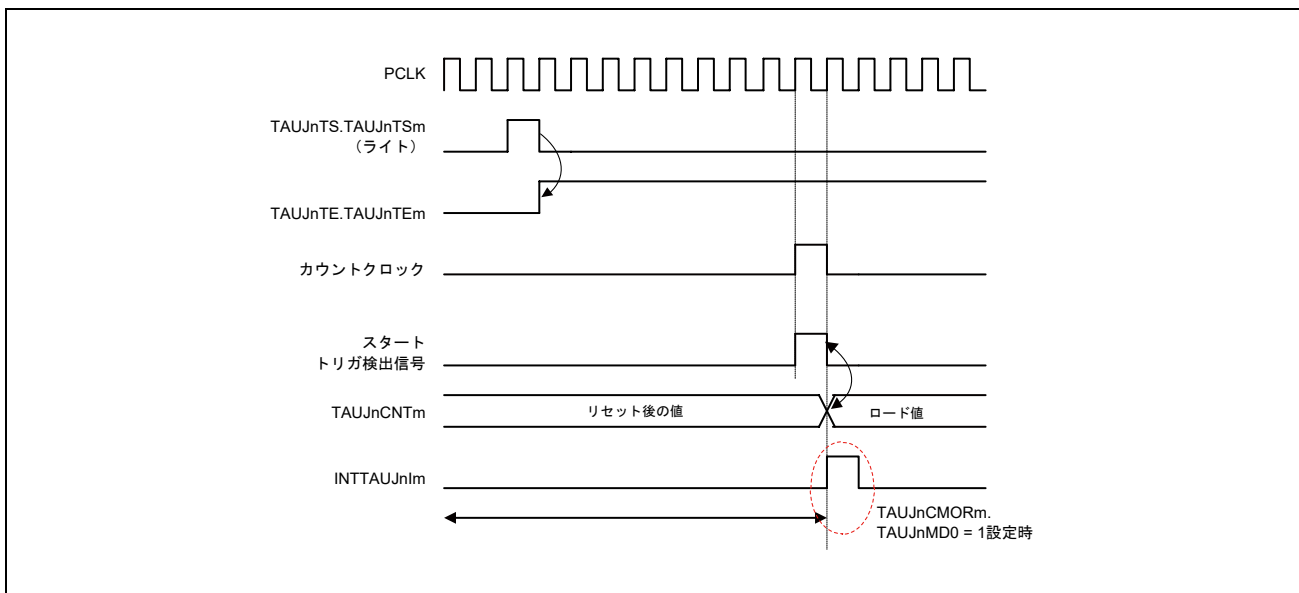 PCLK
TAUJnTS.TAUJnTSm
（ライト）
TAUJnTE.TAUJnTEm
カウントクロック
スタート
トリガ検出信号
TAUJnCNTm
リセット後の値
ロード値
INTTAUJnIm
TAUJnCMORm.
TAUJnMD0 = 1設定時